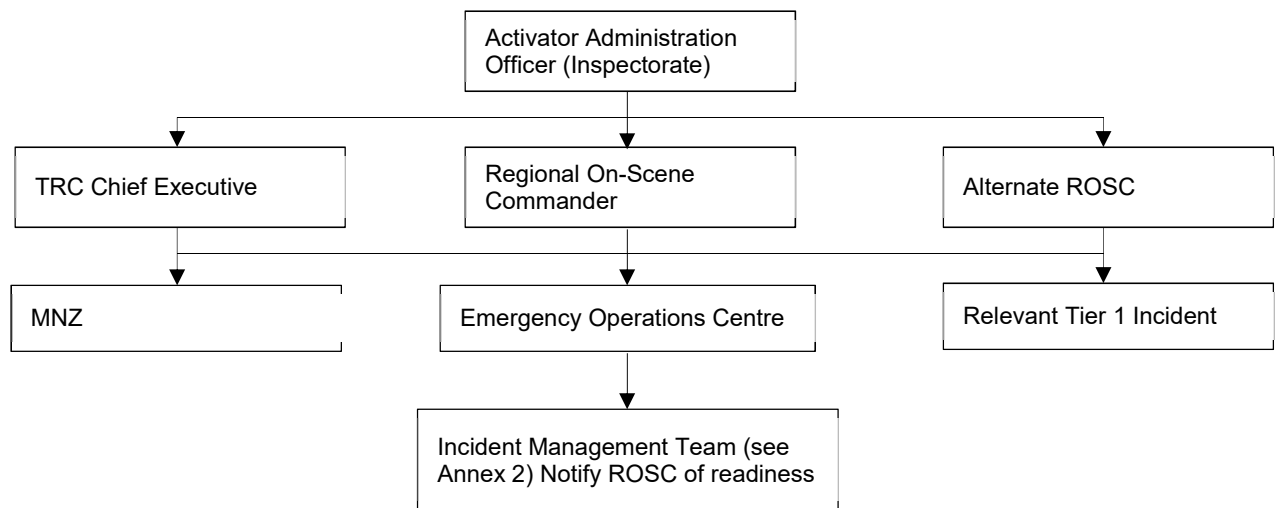 Activator Administration
Officer (Inspectorate)
TRC Chief Executive
Regional On-Scene
Commander
Alternate ROSC
MNZ
Emergency Operations Centre
Relevant Tier 1 Incident
Incident Management Team (see
Annex 2) Notify ROSC of readiness